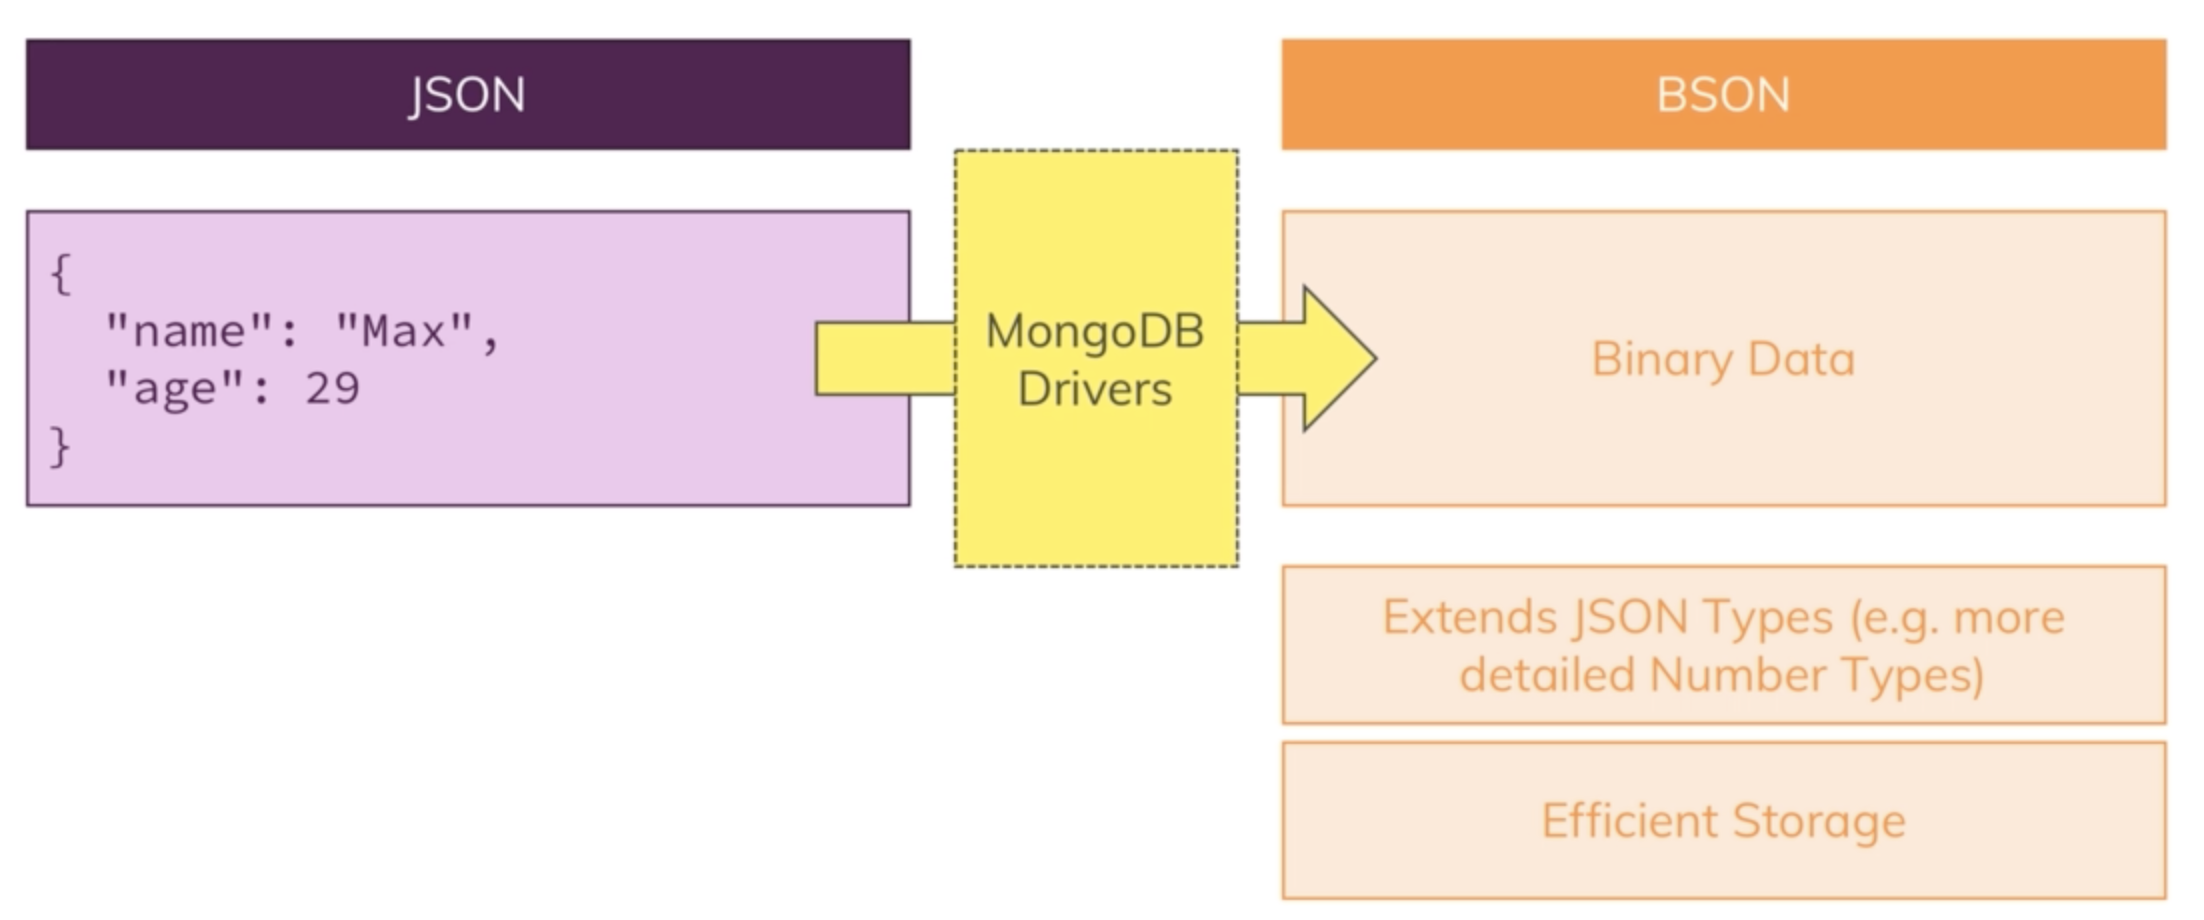 JSON
BSON
{
"name": "Max",
"age": 29
}
MongoDB
Drivers
Binary Data
Extends JSON Types (e.g. more
detailed Number Types)
Efficient Storage